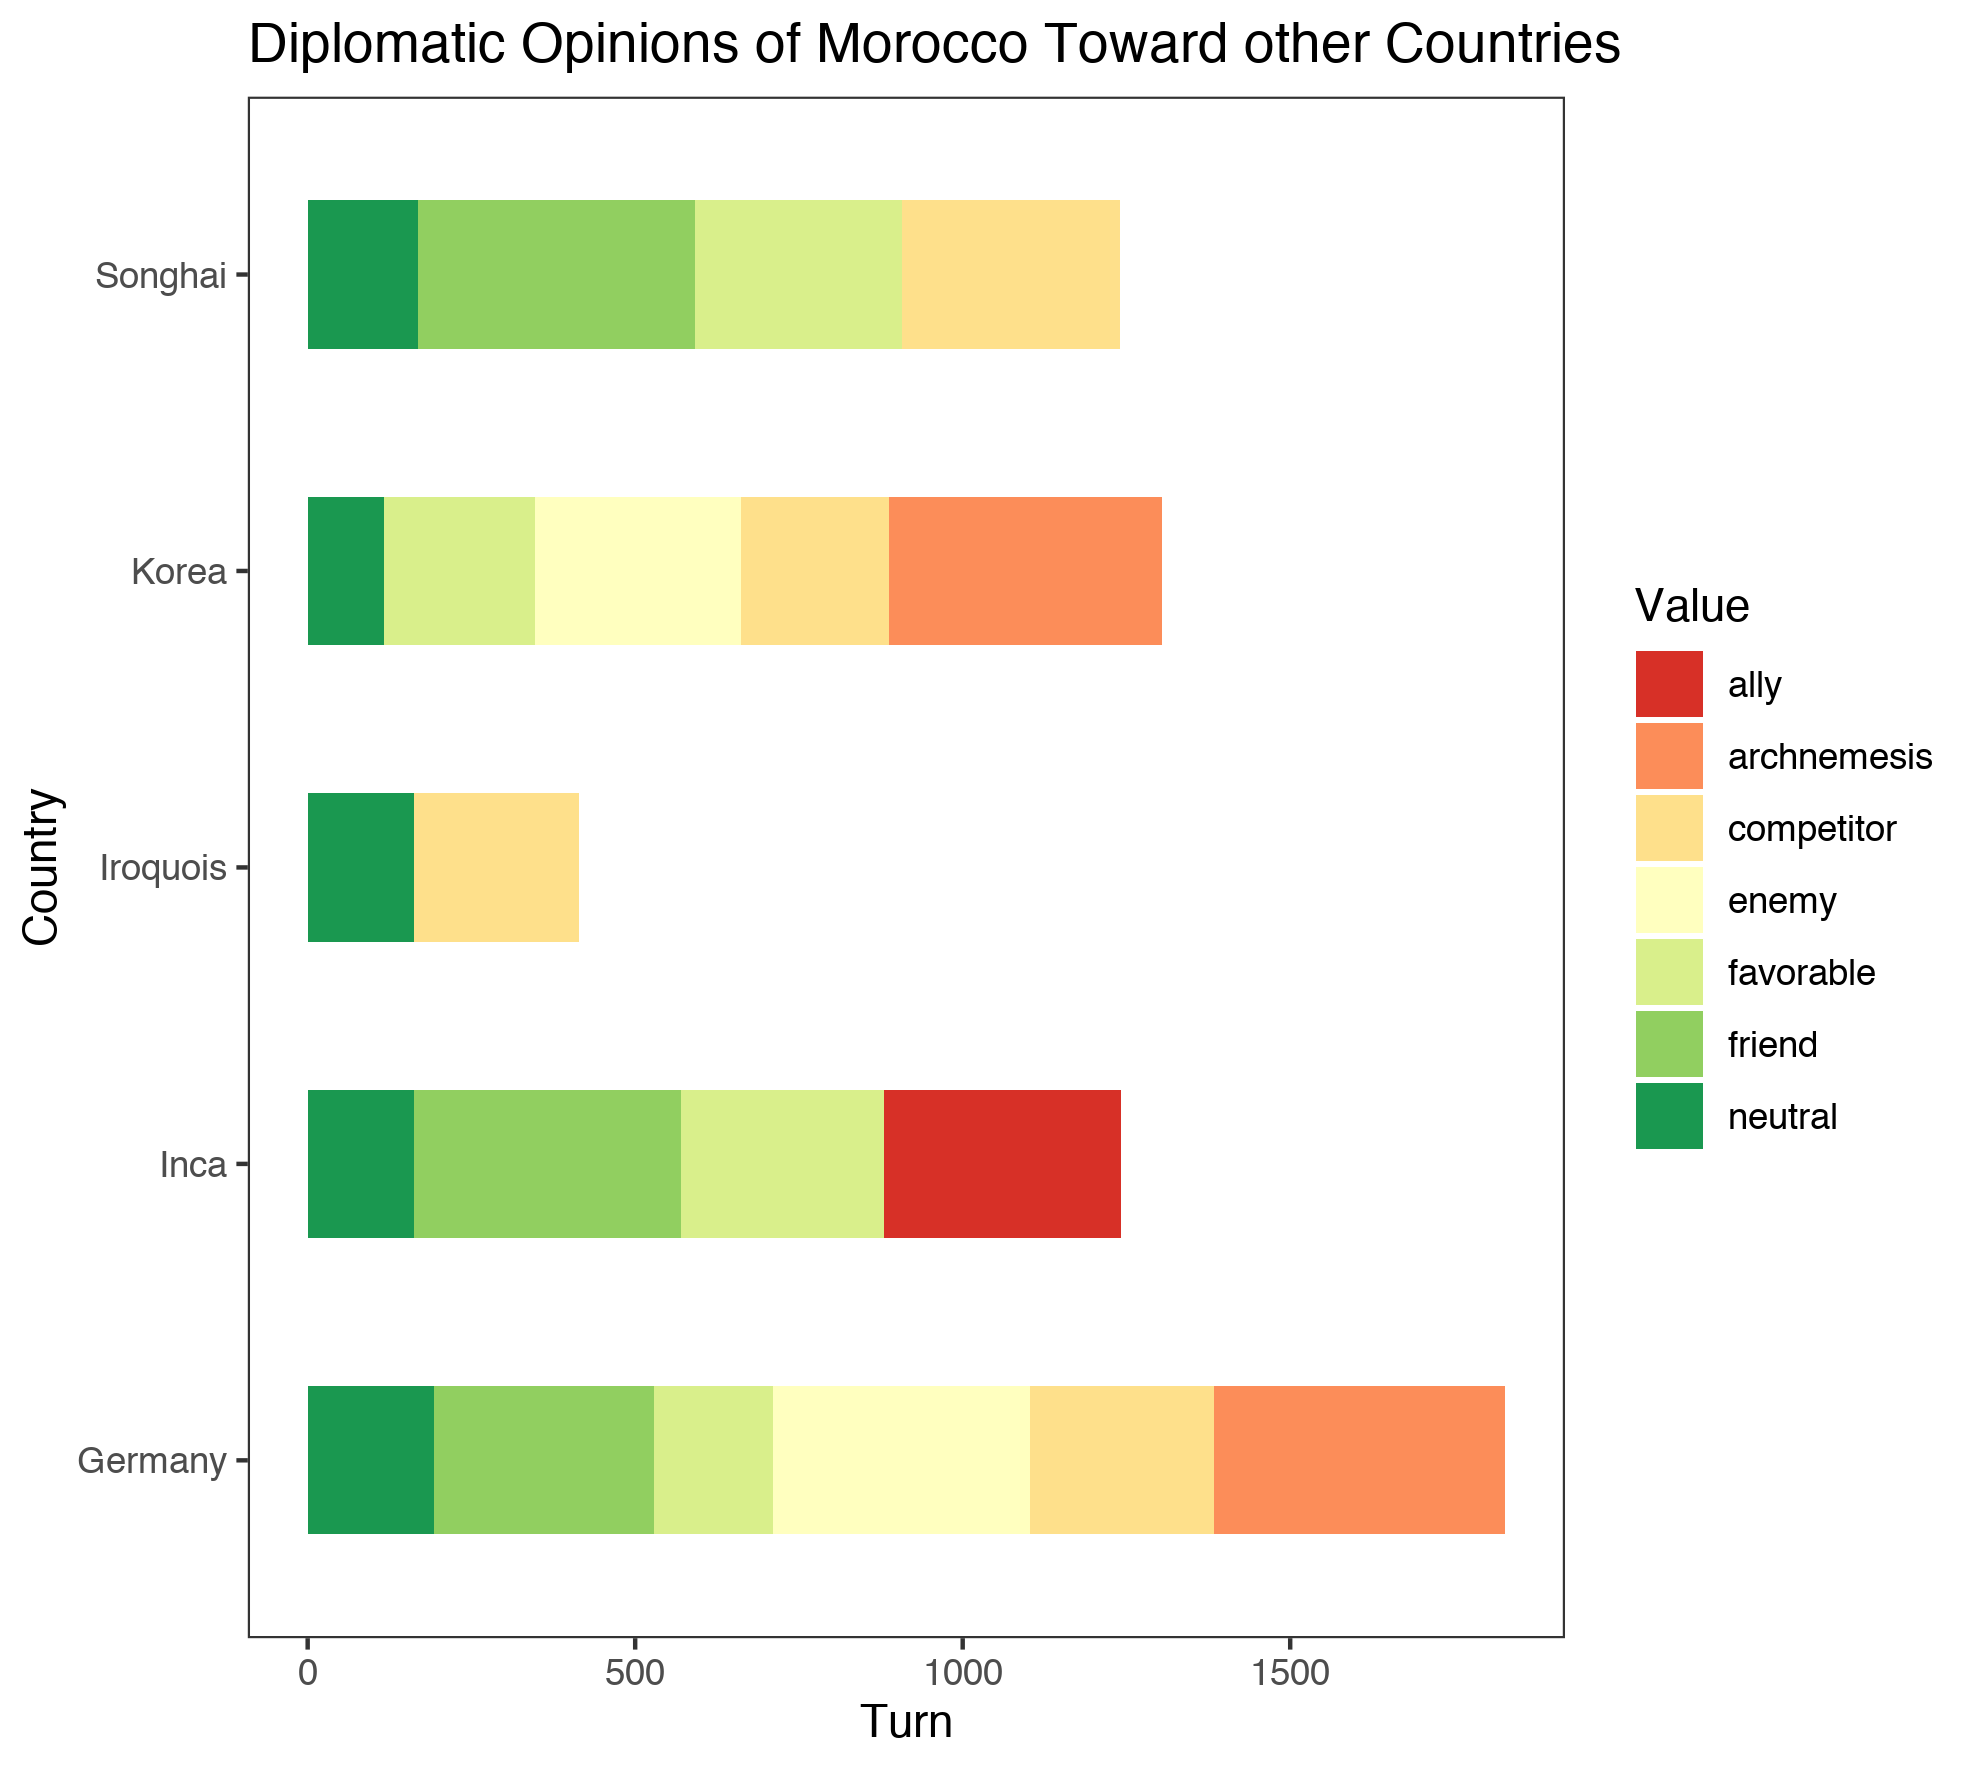 Diplomatic Opinions of Morocco Toward other Countries
Country
Songhai
Korea
Iroquois
Inca
Germany
0
500
1000
1500
Turn
Value
ally
archnemesis
competitor
enemy
favorable
friend
neutral